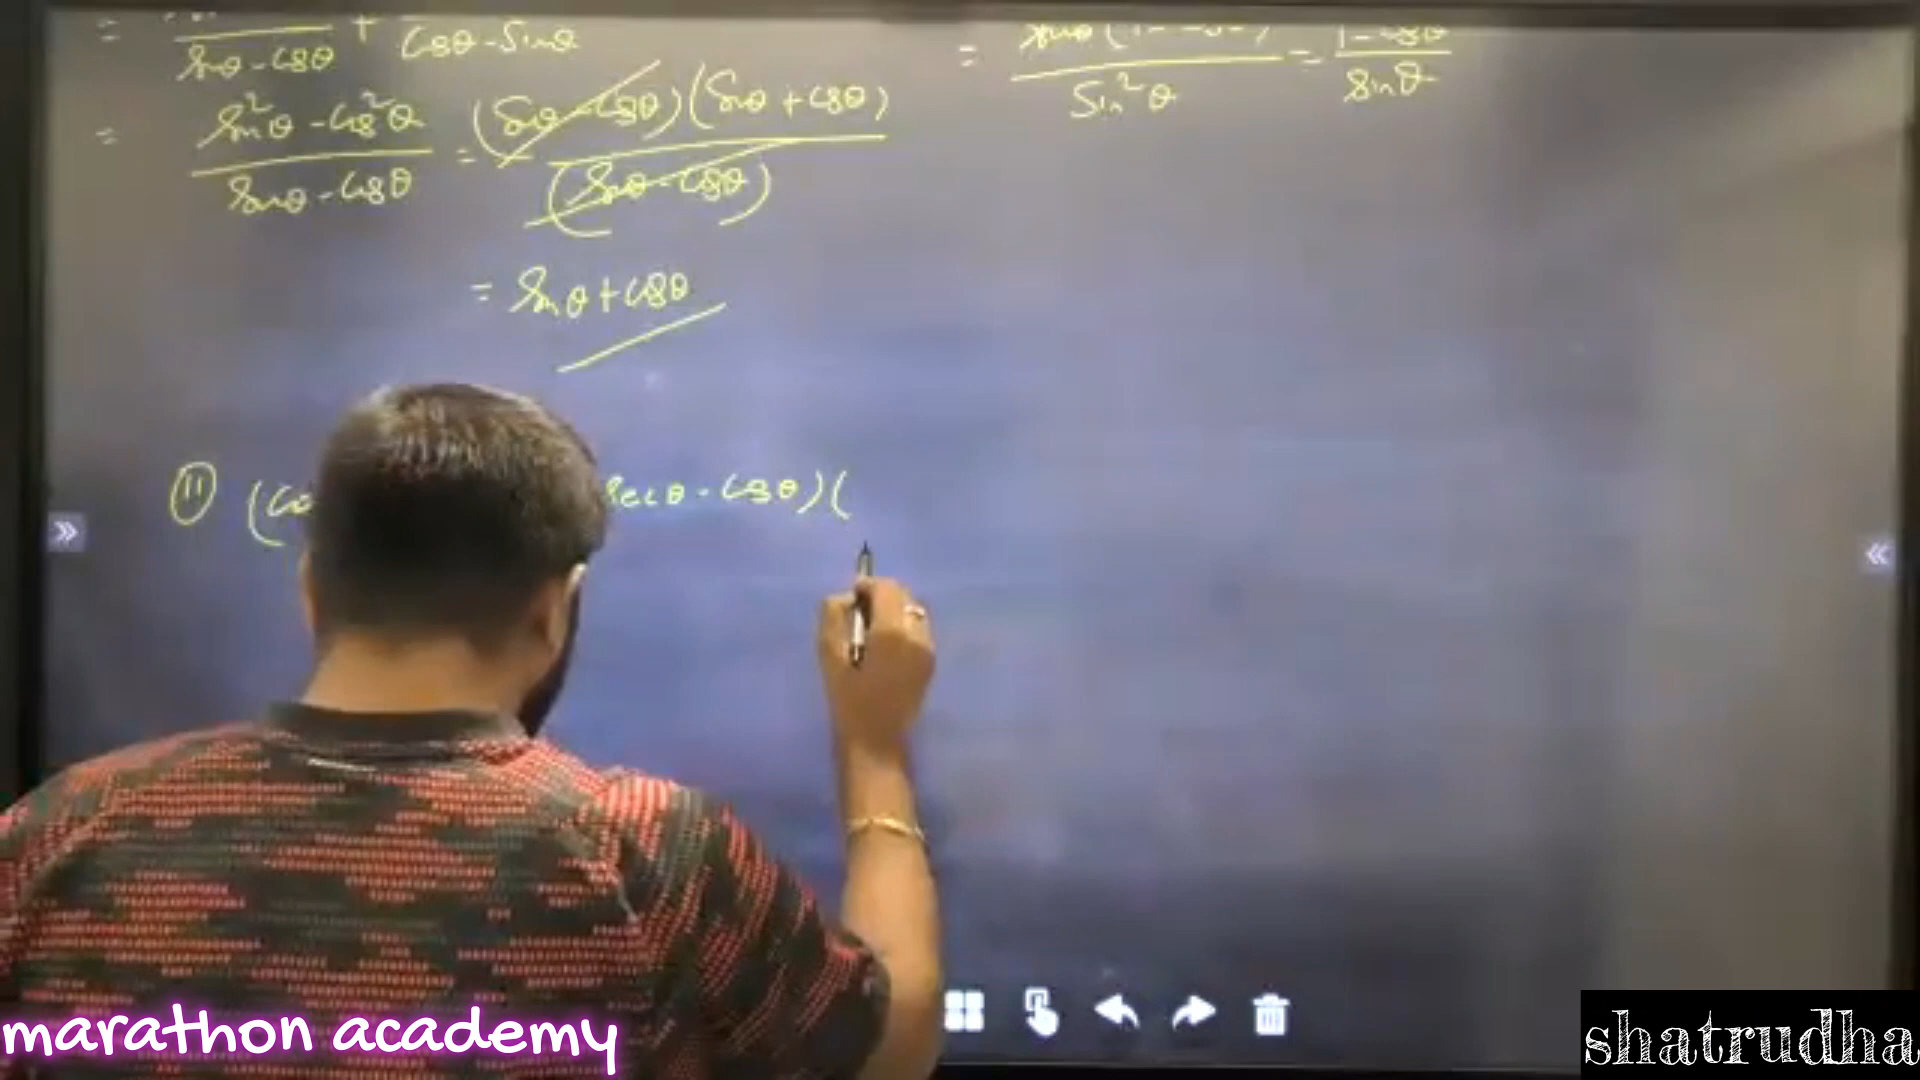 = / sinθ - cosθ + / cosθ - sinθ
= sin²θ - cos²θ / sinθ - cosθ = (sinθ - cosθ)(sinθ + cosθ) / (sinθ - cosθ)
= sinθ + cosθ
= sinθ ( / sin²θ = 1 - cosθ / sinθ
⑪ (co secθ - cosθ)(
marathon academy
shatrudha